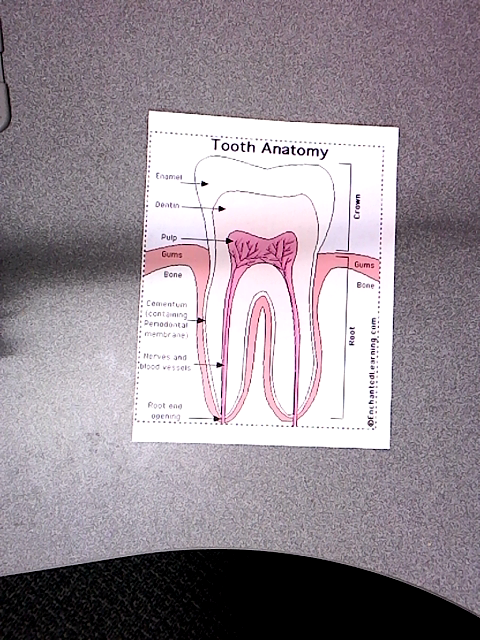 Tooth Anatomy
Enamel
Dentin
Pulp
Gums
Bone
Cementum
(containing
Periodontal
membrane)
Nerves and
blood vessels
Root end
opening
Crown
Gums
Bone
Root
©EnchantedLearning.com